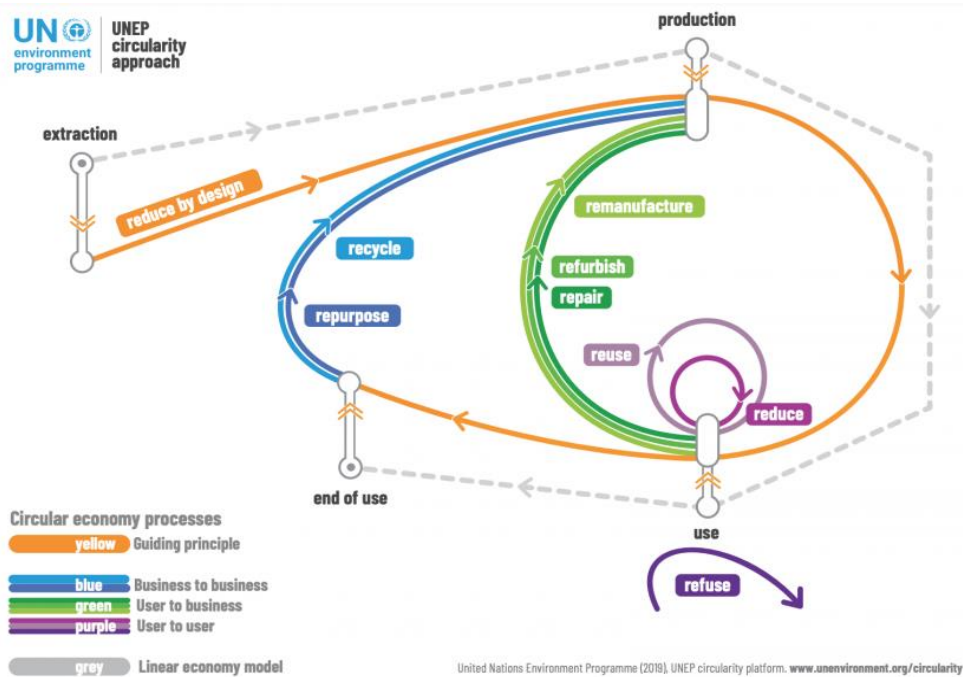 UN
environment
programme
UNEP
circularity
approach
production
extraction
reduce by design
remanufacture
recycle
refurbish
repair
repurpose
reuse
reduce
end of use
use
refuse
Circular economy processes
yellow Guiding principle
blue Business to business
green User to business
purple User to user
grey Linear economy model
United Nations Environment Programme (2019), UNEP circularity platform. www.unenvironment.org/circularity